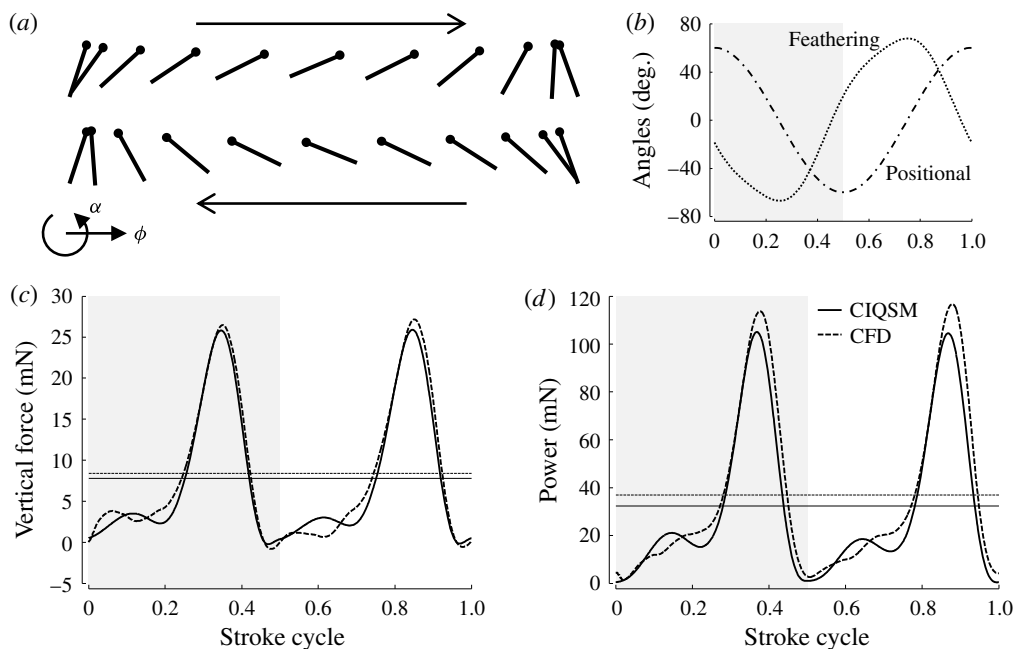 (a)
α
ϕ
(b)
Angles (deg.)
80
40
0
−40
−80
Feathering
Positional
0 0.2 0.4 0.6 0.8 1.0
(c)
Vertical force (mN)
30
25
20
15
10
5
0
−5
0 0.2 0.4 0.6 0.8 1.0
Stroke cycle
(d)
Power (mN)
120
100
80
60
40
20
0
CIQSM
CFD
0 0.2 0.4 0.6 0.8 1.0
Stroke cycle